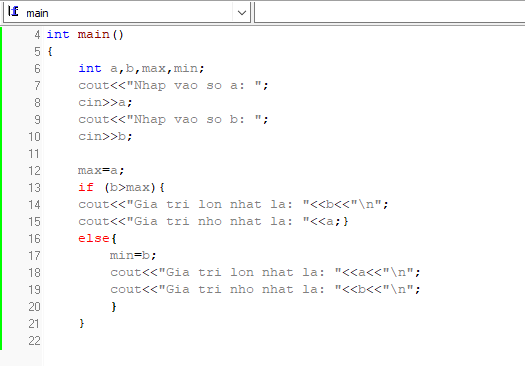 main
4 int main()
5 {
6 int a,b,max,min;
7 cout<<"Nhap vao so a: ";
8 cin>>a;
9 cout<<"Nhap vao so b: ";
10 cin>>b;
11
12 max=a;
13 if (b>max){
14 cout<<"Gia tri lon nhat la: "<<b<<"\n";
15 cout<<"Gia tri nho nhat la: "<<a;}
16 else{
17 min=b;
18 cout<<"Gia tri lon nhat la: "<<a<<"\n";
19 cout<<"Gia tri nho nhat la: "<<b<<"\n";
20 }
21 }
22